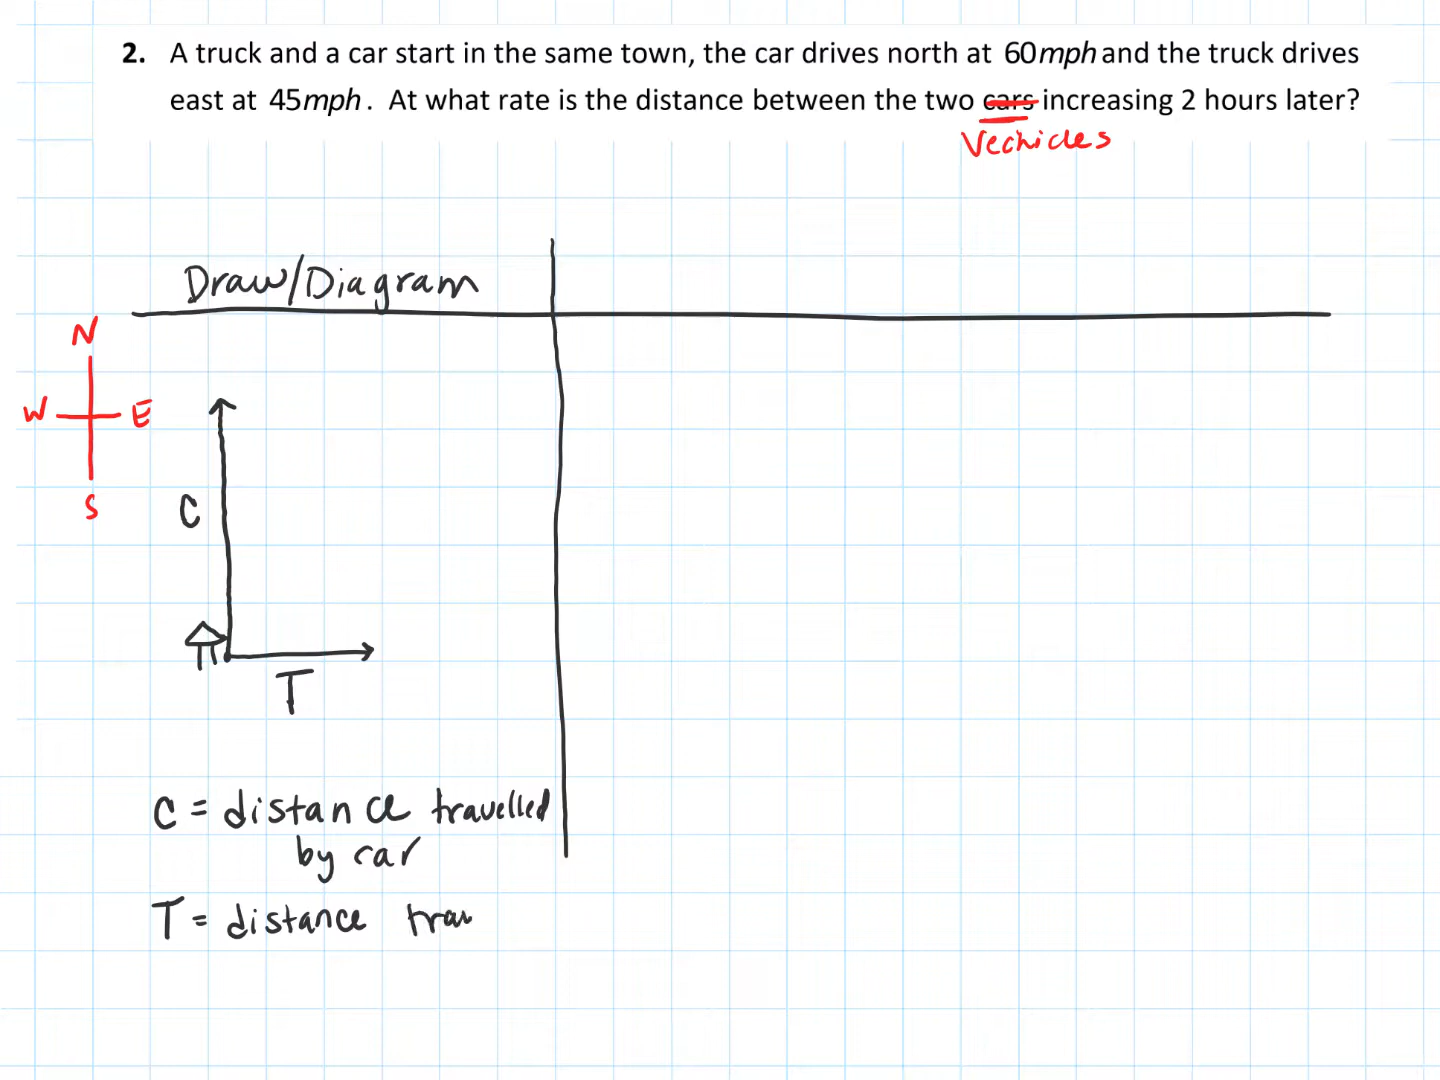 2. A truck and a car start in the same town, the car drives north at 60mph and the truck drives
east at 45mph. At what rate is the distance between the two cars increasing 2 hours later?
Vechicles
Draw/Diagram
N
W E
S
C
T
C = distance travelled
by car
T = distance trav